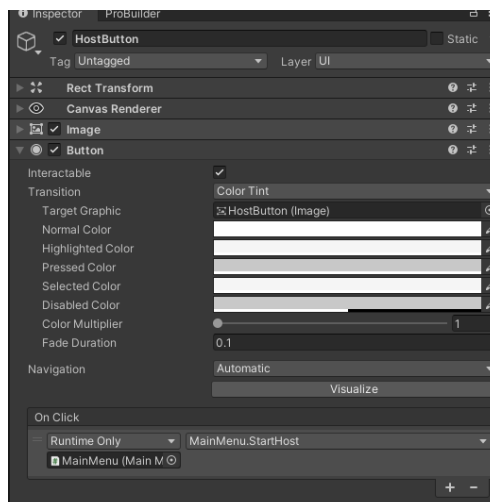 Inspector ProBuilder
HostButton Static
Tag Untagged Layer UI
Rect Transform
Canvas Renderer
Image
Button
Interactable
Transition Color Tint
Target Graphic HostButton (Image)
Normal Color
Highlighted Color
Pressed Color
Selected Color
Disabled Color
Color Multiplier 1
Fade Duration 0.1
Navigation Automatic
Visualize
On Click
Runtime Only MainMenu.StartHost
MainMenu (Main M